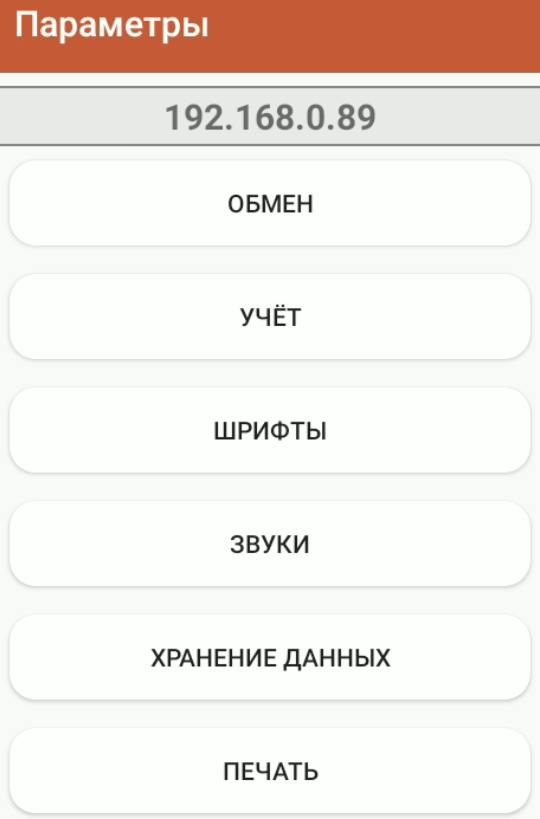 Параметры
192.168.0.89
ОБМЕН
УЧЁТ
ШРИФТЫ
ЗВУКИ
ХРАНЕНИЕ ДАННЫХ
ПЕЧАТЬ